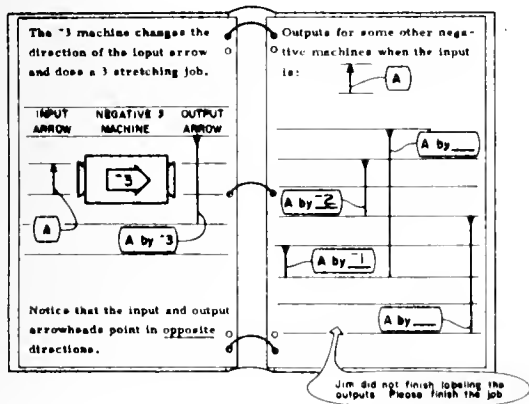 The ⁻3 machine changes the
direction of the input arrow
and does a 3 stretching job.
INPUT NEGATIVE 3 OUTPUT
ARROW MACHINE ARROW
⁻3
A
A by ⁻3
Notice that the input and output
arrowheads point in opposite
directions.
Outputs for some other nega-
tive machines when the input
is:
A
A by ___
A by ⁻2
A by ⁻1
A by ___
Jim did not finish labeling the
outputs. Please finish the job